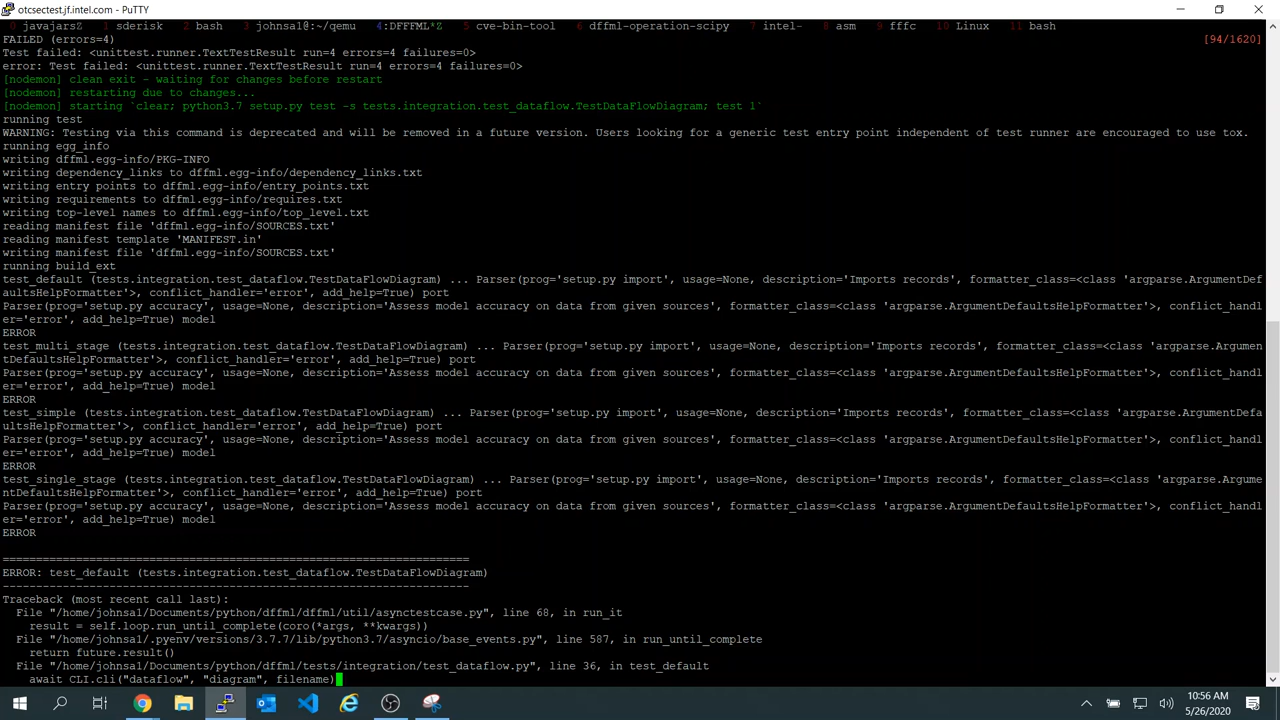 otcsectest.jf.intel.com - PuTTY
0 javajarsZ  1 sderisk  2 bash  3 johnsa1@:~/qemu  4:DFFFML*Z  5 cve-bin-tool  6 dffml-operation-scipy  7 intel-  8 asm  9 fffc  10 Linux  11 bash
FAILED (errors=4) [94/1620]
Test failed: <unittest.runner.TextTestResult run=4 errors=4 failures=0>
error: Test failed: <unittest.runner.TextTestResult run=4 errors=4 failures=0>
[nodemon] clean exit - waiting for changes before restart
[nodemon] restarting due to changes...
[nodemon] starting `clear; python3.7 setup.py test -s tests.integration.test_dataflow.TestDataFlowDiagram; test 1`
running test
WARNING: Testing via this command is deprecated and will be removed in a future version. Users looking for a generic test entry point independent of test runner are encouraged to use tox.
running egg_info
writing dffml.egg-info/PKG-INFO
writing dependency_links to dffml.egg-info/dependency_links.txt
writing entry points to dffml.egg-info/entry_points.txt
writing requirements to dffml.egg-info/requires.txt
writing top-level names to dffml.egg-info/top_level.txt
reading manifest file 'dffml.egg-info/SOURCES.txt'
reading manifest template 'MANIFEST.in'
writing manifest file 'dffml.egg-info/SOURCES.txt'
running build_ext
test_default (tests.integration.test_dataflow.TestDataFlowDiagram) ... Parser(prog='setup.py import', usage=None, description='Imports records', formatter_class=<class 'argparse.ArgumentDef
aultsHelpFormatter'>, conflict_handler='error', add_help=True) port
Parser(prog='setup.py accuracy', usage=None, description='Assess model accuracy on data from given sources', formatter_class=<class 'argparse.ArgumentDefaultsHelpFormatter'>, conflict_handl
er='error', add_help=True) model
ERROR
test_multi_stage (tests.integration.test_dataflow.TestDataFlowDiagram) ... Parser(prog='setup.py import', usage=None, description='Imports records', formatter_class=<class 'argparse.Argumen
tDefaultsHelpFormatter'>, conflict_handler='error', add_help=True) port
Parser(prog='setup.py accuracy', usage=None, description='Assess model accuracy on data from given sources', formatter_class=<class 'argparse.ArgumentDefaultsHelpFormatter'>, conflict_handl
er='error', add_help=True) model
ERROR
test_simple (tests.integration.test_dataflow.TestDataFlowDiagram) ... Parser(prog='setup.py import', usage=None, description='Imports records', formatter_class=<class 'argparse.ArgumentDefa
ultsHelpFormatter'>, conflict_handler='error', add_help=True) port
Parser(prog='setup.py accuracy', usage=None, description='Assess model accuracy on data from given sources', formatter_class=<class 'argparse.ArgumentDefaultsHelpFormatter'>, conflict_handl
er='error', add_help=True) model
ERROR
test_single_stage (tests.integration.test_dataflow.TestDataFlowDiagram) ... Parser(prog='setup.py import', usage=None, description='Imports records', formatter_class=<class 'argparse.Argume
ntDefaultsHelpFormatter'>, conflict_handler='error', add_help=True) port
Parser(prog='setup.py accuracy', usage=None, description='Assess model accuracy on data from given sources', formatter_class=<class 'argparse.ArgumentDefaultsHelpFormatter'>, conflict_handl
er='error', add_help=True) model
ERROR
======================================================================
ERROR: test_default (tests.integration.test_dataflow.TestDataFlowDiagram)
----------------------------------------------------------------------
Traceback (most recent call last):
File "/home/johnsa1/Documents/python/dffml/dffml/util/asynctestcase.py", line 68, in run_it
result = self.loop.run_until_complete(coro(*args, **kwargs))
File "/home/johnsa1/.pyenv/versions/3.7.7/lib/python3.7/asyncio/base_events.py", line 587, in run_until_complete
return future.result()
File "/home/johnsa1/Documents/python/dffml/tests/integration/test_dataflow.py", line 36, in test_default
await CLI.cli("dataflow", "diagram", filename)
10:56 AM
5/26/2020